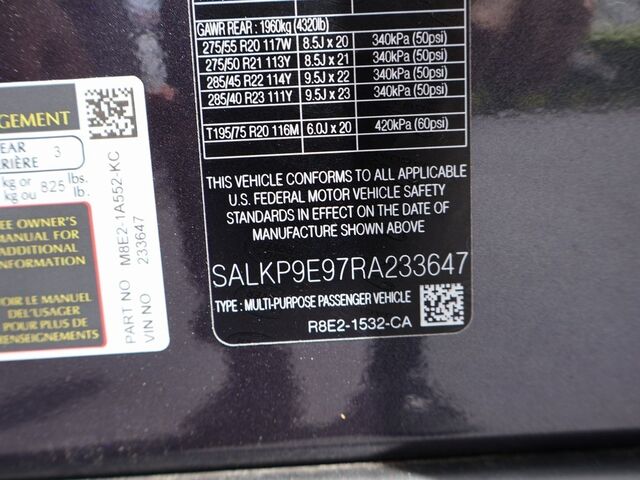 GAWR REAR : 1960kg (4320lb)
275/55 R20 117W 8.5J x 20 340kPa (50psi)
275/50 R21 113Y 8.5J x 21 340kPa (50psi)
285/45 R22 114Y 9.5J x 22 340kPa (50psi)
285/40 R23 111Y 9.5J x 23 340kPa (50psi)
T195/75 R20 116M 6.0J x 20 420kPa (60psi)
THIS VEHICLE CONFORMS TO ALL APPLICABLE
U.S. FEDERAL MOTOR VEHICLE SAFETY
STANDARDS IN EFFECT ON THE DATE OF
MANUFACTURE SHOWN ABOVE
SALKP9E97RA233647
TYPE : MULTI-PURPOSE PASSENGER VEHICLE
R8E2-1532-CA
GEMENT
EAR
RIÈRE 3
kg or
kg ou 825 lbs.
lb.
EE OWNER'S
MANUAL FOR
ADDITIONAL
INFORMATION
OIR LE MANUEL
DEL'USAGER
POUR PLUS DE
RENSEIGNEMENTS
PART NO M8E2-1A552-KC
VIN NO 233647